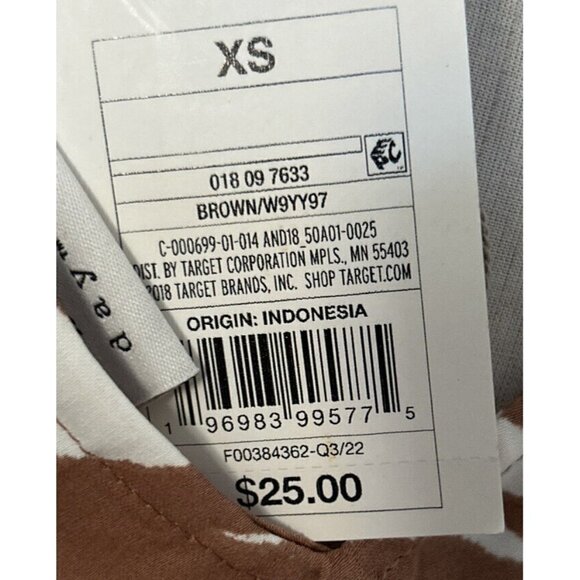 XS
018 09 7633
BROWN/W9YY97
C-000699-01-014 AND18_50A01-0025
DIST. BY TARGET CORPORATION MPLS., MN 55403
2018 TARGET BRANDS, INC. SHOP TARGET.COM
ORIGIN: INDONESIA
1 96983 99577 5
F00384362-Q3/22
$25.00
day™